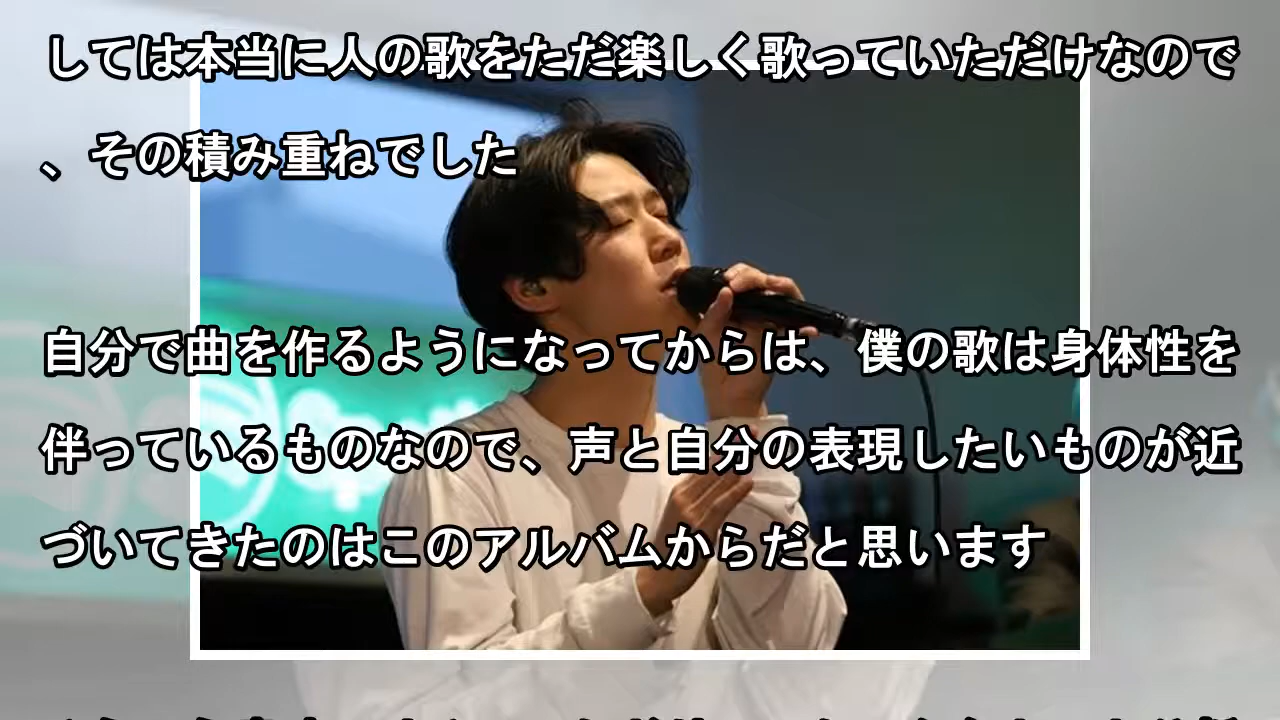 しては本当に人の歌をただ楽しく歌っていただけなので
、その積み重ねでした
自分で曲を作るようになってからは、僕の歌は身体性を
伴っているものなので、声と自分の表現したいものが近
づいてきたのはこのアルバムからだと思います